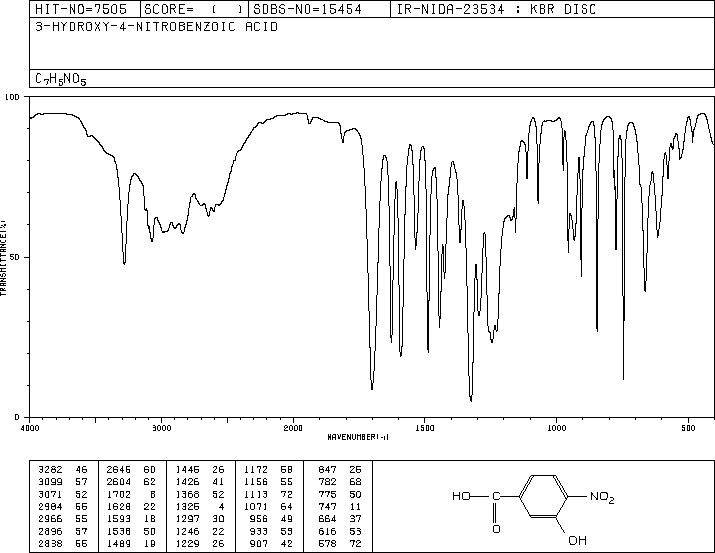 HIT-NO=7505 SCORE= ( ) SDBS-NO=15454 IR-NIDA-23534 : KBR DISC
3-HYDROXY-4-NITROBENZOIC ACID
C7H5NO5
100
TRANSMITTANCE(%)
50
0
4000 3000 2000 1500 1000 500
WAVENUMBER(-1)
3282 46 2645 60 1445 26 1172 58 847 25
3099 57 2604 62 1426 41 1156 55 782 68
3071 52 1702 8 1368 52 1113 72 775 50
2984 55 1628 22 1325 4 1071 64 747 11
2966 55 1593 18 1297 30 956 49 664 37
2896 57 1538 50 1246 22 933 53 616 53
2838 55 1489 19 1229 26 907 42 578 72
HO C NO2
O
OH